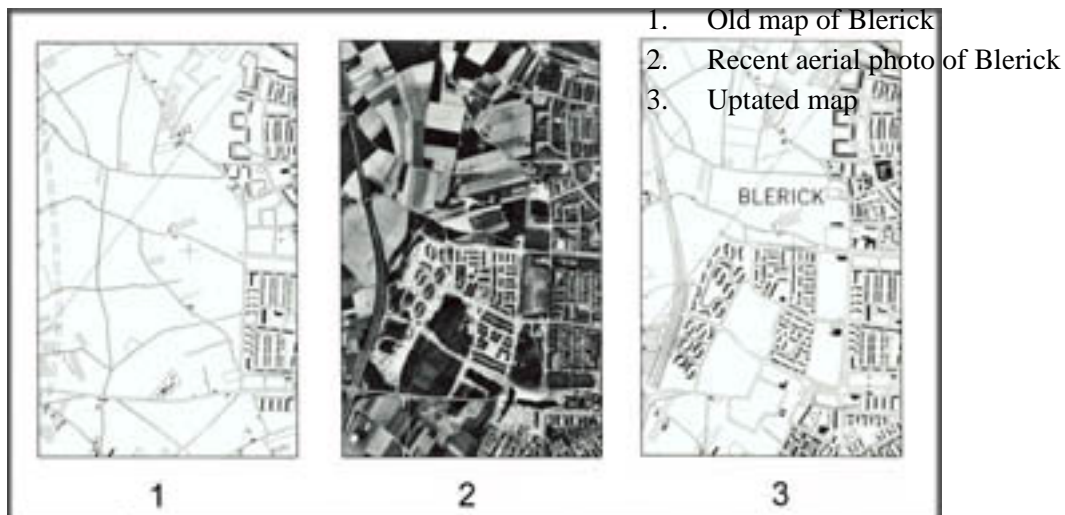 1. Old map of Blerick
2. Recent aerial photo of Blerick
3. Uptated map
BLERICK
1 2 3